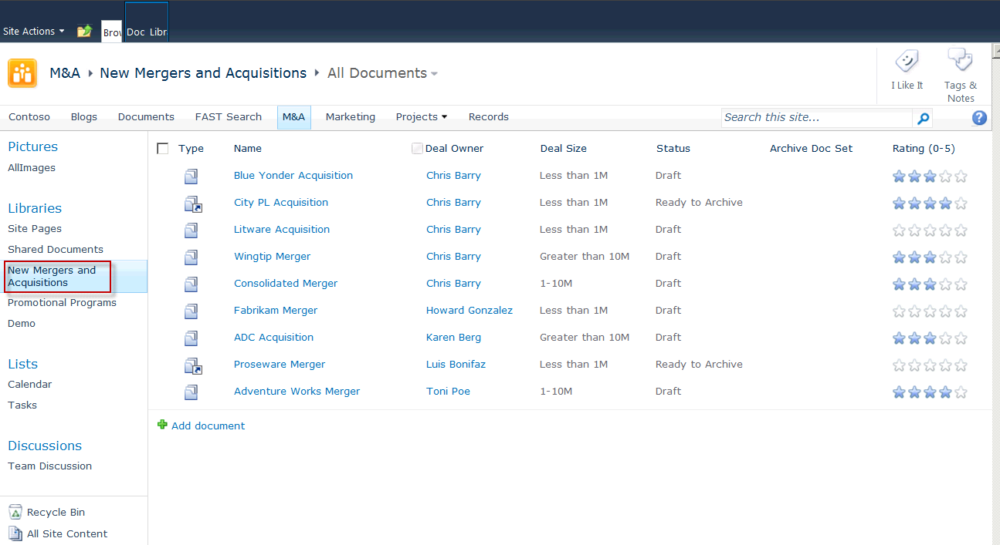 Site Actions Brov Doc Libr
M&A New Mergers and Acquisitions All Documents
I Like It
Tags &
Notes
Contoso Blogs Documents FAST Search M&A Marketing Projects Records
Search this site...
Pictures
AllImages
Libraries
Site Pages
Shared Documents
New Mergers and
Acquisitions
Promotional Programs
Demo
Lists
Calendar
Tasks
Discussions
Team Discussion
Recycle Bin
All Site Content
Type Name Deal Owner Deal Size Status Archive Doc Set Rating (0-5)
Blue Yonder Acquisition Chris Barry Less than 1M Draft
City PL Acquisition Chris Barry Less than 1M Ready to Archive
Litware Acquisition Chris Barry Less than 1M Draft
Wingtip Merger Chris Barry Greater than 10M Draft
Consolidated Merger Chris Barry 1-10M Draft
Fabrikam Merger Howard Gonzalez Less than 1M Draft
ADC Acquisition Karen Berg Greater than 10M Draft
Proseware Merger Luis Bonifaz Less than 1M Ready to Archive
Adventure Works Merger Toni Poe 1-10M Draft
Add document